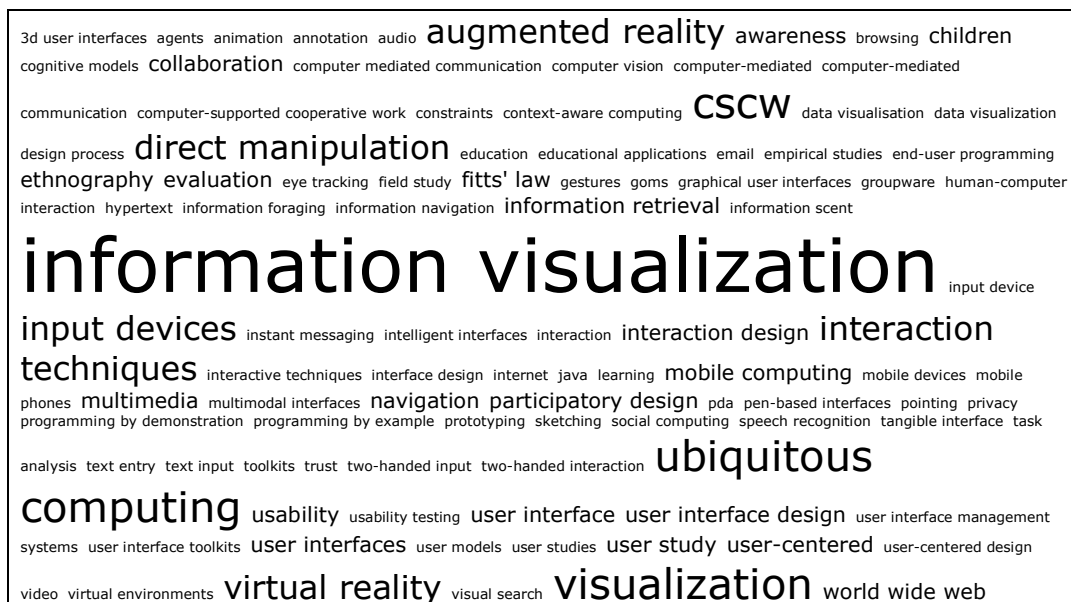 3d user interfaces agents animation annotation audio augmented reality awareness browsing children
cognitive models collaboration computer mediated communication computer vision computer-mediated computer-mediated
communication computer-supported cooperative work constraints context-aware computing cscw data visualisation data visualization
design process direct manipulation education educational applications email empirical studies end-user programming
ethnography evaluation eye tracking field study fitts' law gestures goms graphical user interfaces groupware human-computer
interaction hypertext information foraging information navigation information retrieval information scent
information visualization input device
input devices instant messaging intelligent interfaces interaction interaction design interaction
techniques interactive techniques interface design internet java learning mobile computing mobile devices mobile
phones multimedia multimodal interfaces navigation participatory design pda pen-based interfaces pointing privacy
programming by demonstration programming by example prototyping sketching social computing speech recognition tangible interface task
analysis text entry text input toolkits trust two-handed input two-handed interaction ubiquitous
computing usability usability testing user interface user interface design user interface management
systems user interface toolkits user interfaces user models user studies user study user-centered user-centered design
video virtual environments virtual reality visual search visualization world wide web